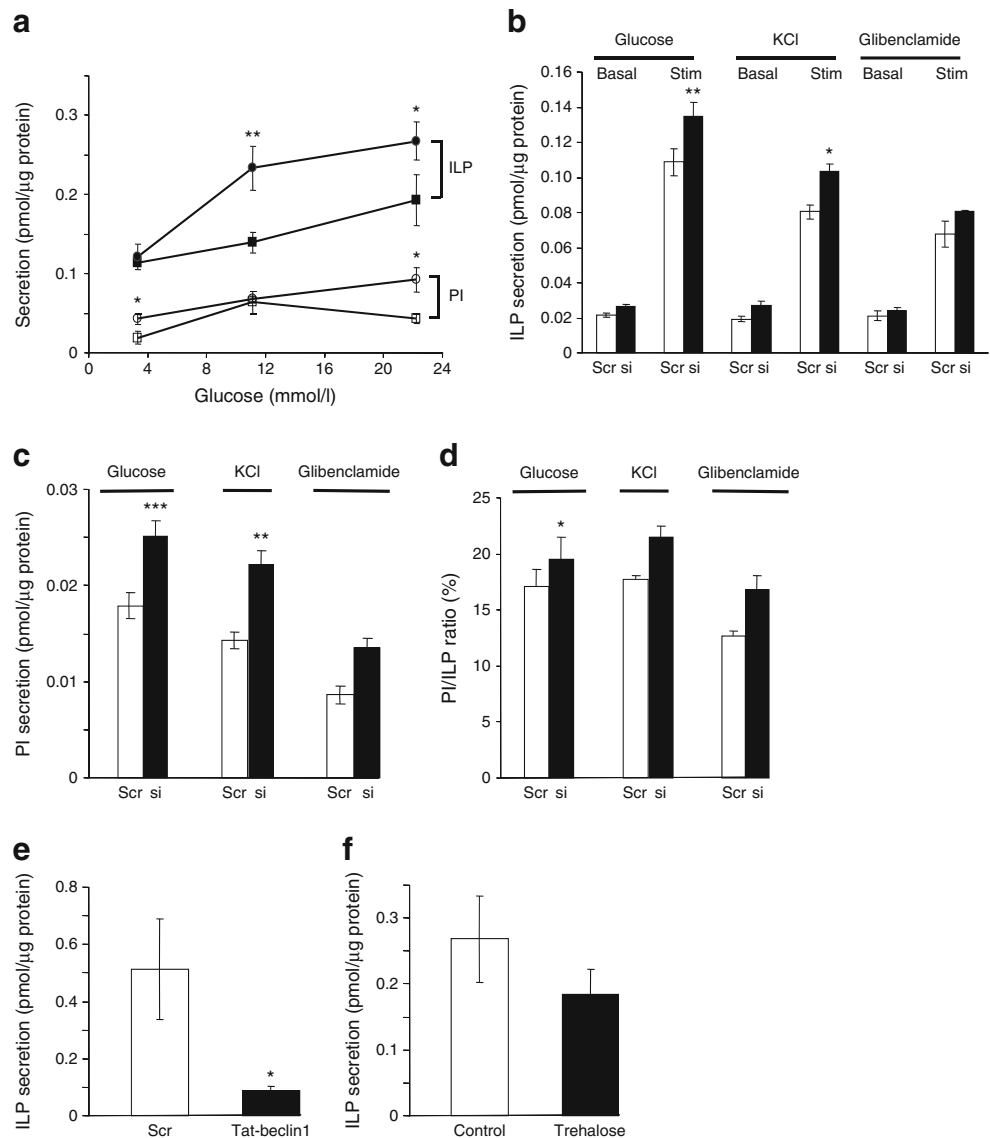 a
Secretion (pmol/µg protein)
0.3
0.2
0.1
0
**
*
*
*
ILP
PI
0 4 8 12 16 20 24
Glucose (mmol/l)
b
Glucose KCl Glibenclamide
Basal Stim Basal Stim Basal Stim
ILP secretion (pmol/µg protein)
0.16
0.14
0.12
0.10
0.08
0.06
0.04
0.02
0
**
*
Scr si Scr si Scr si Scr si Scr si Scr si
c
Glucose KCl Glibenclamide
PI secretion (pmol/µg protein)
0.03
0.02
0.01
0
***
**
Scr si Scr si Scr si
d
Glucose KCl Glibenclamide
PI/ILP ratio (%)
25
20
15
10
5
0
*
Scr si Scr si Scr si
e
ILP secretion (pmol/µg protein)
0.8
0.6
0.4
0.2
0
*
Scr Tat-beclin1
f
ILP secretion (pmol/µg protein)
0.3
0.2
0.1
0
Control Trehalose